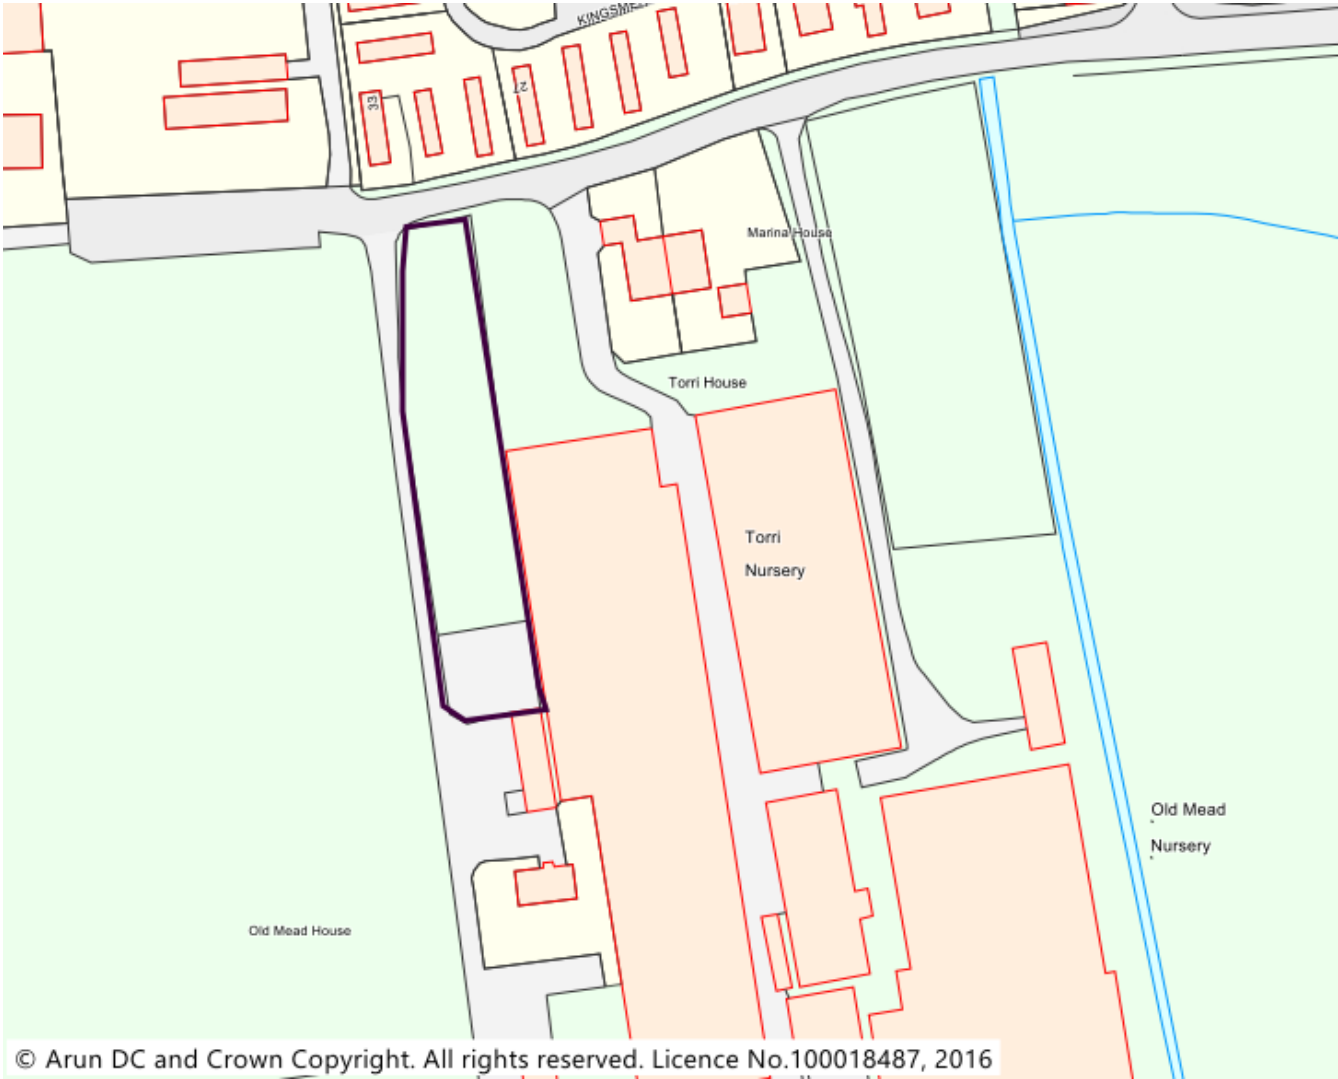 33
27
Marina House
Torri House
Torri
Nursery
Old Mead
Nursery
Old Mead House
© Arun DC and Crown Copyright. All rights reserved. Licence No.100018487, 2016